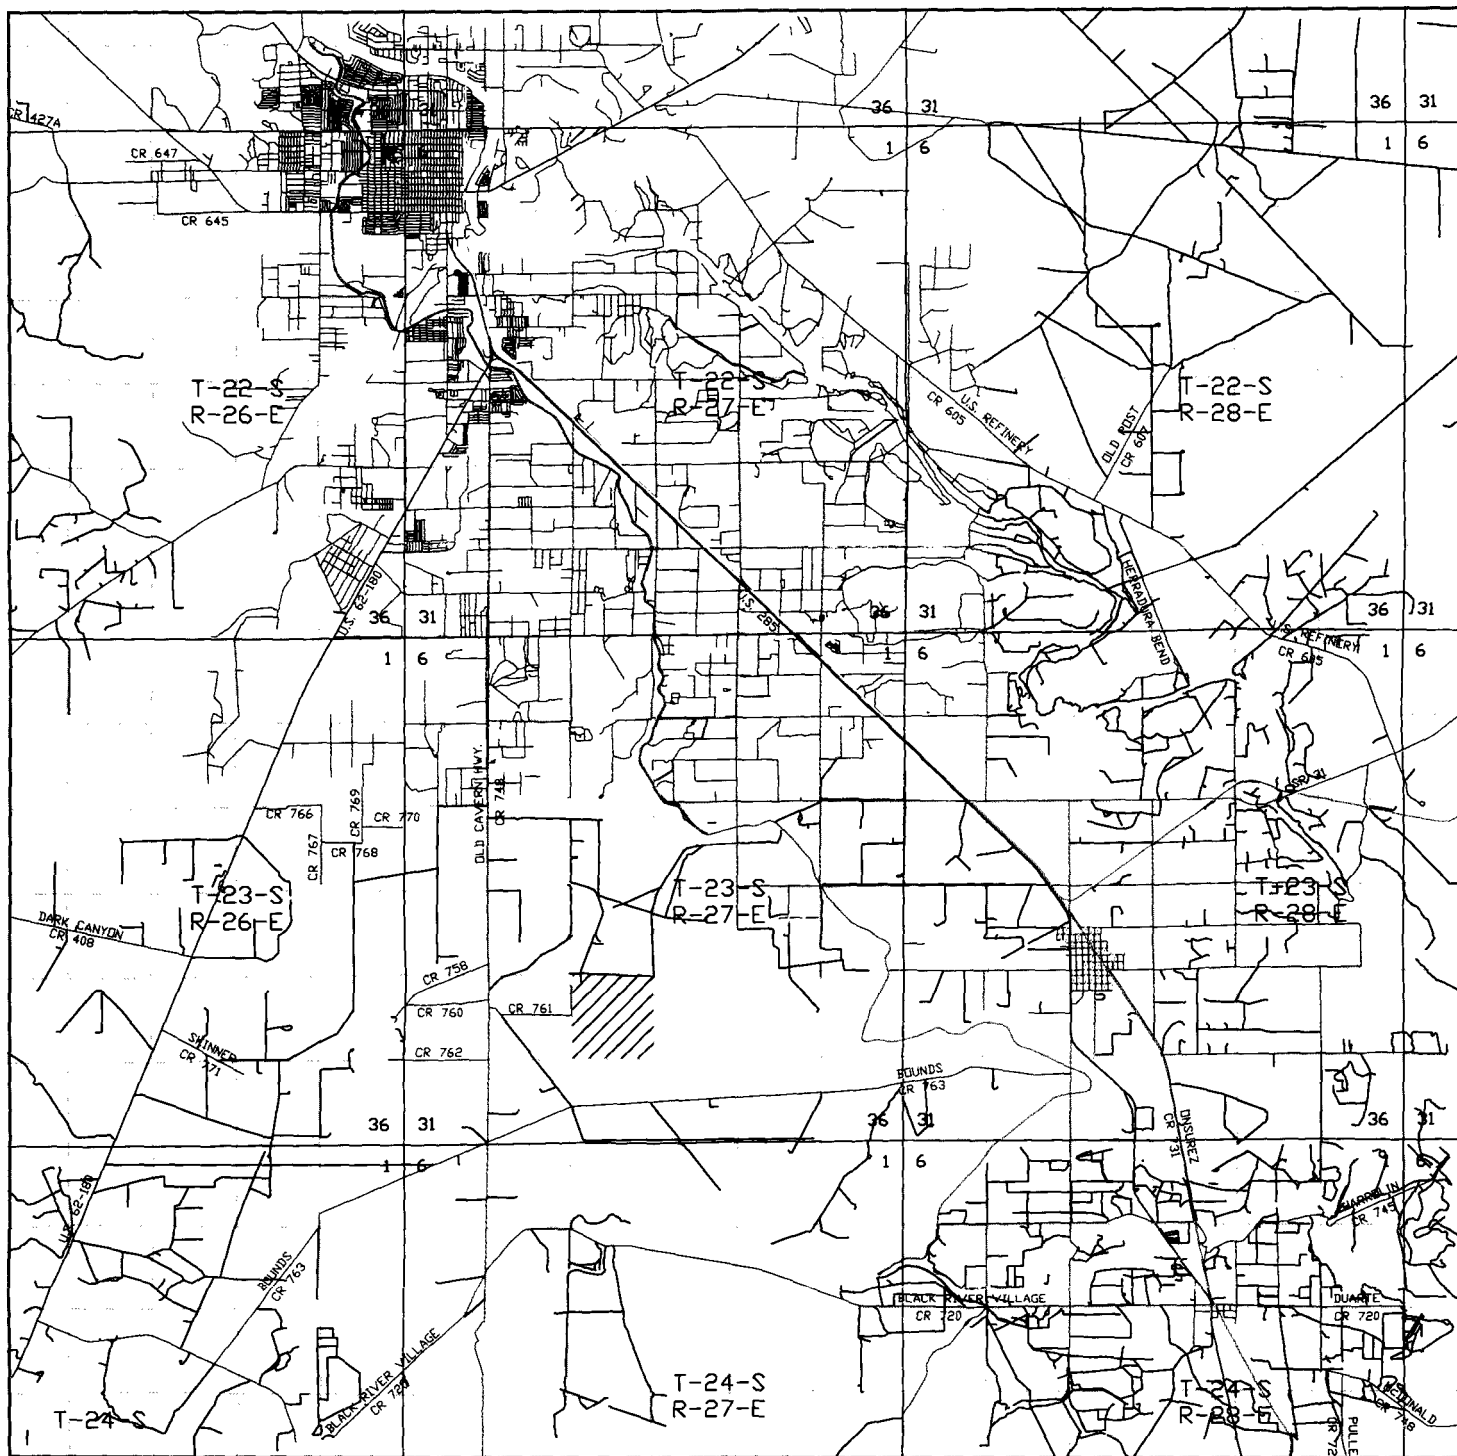 36 31
36 31
CR 427A
1 6
1 6
CR 647
CR 645
T-22-S
R-26-E
T-22-S
R-27-E
T-22-S
R-28-E
U.S. REFINERY
CR 605
OLD POST
CR 607
U.S. 62-180
U.S. 285
HERRADURA BEND
36 31
36 31
36 31
1 6
1 6
1 6
S. REFINERY
CR 605
OLD CAVERN HWY.
CR 748
CR 766
CR 769
CR 770
CR 767
CR 768
T-23-S
R-26-E
T-23-S
R-27-E
T-23-S
R-28-E
DARK CANYON
CR 408
CR 758
CR 760
CR 761
CR 762
SKINNER
CR 771
BOUNDS
CR 763
36 31
36 31
36 31
1 6
1 6
6
CR 731
U.S. 62-180
BOUNDS
CR 763
CR 745
BLACK RIVER VILLAGE
CR 720
DUARTE
CR 720
BLACK RIVER VILLAGE
CR 720
T-24-S
T-24-S
R-27-E
T-24-S
R-28-E
MCDONALD
CR 748